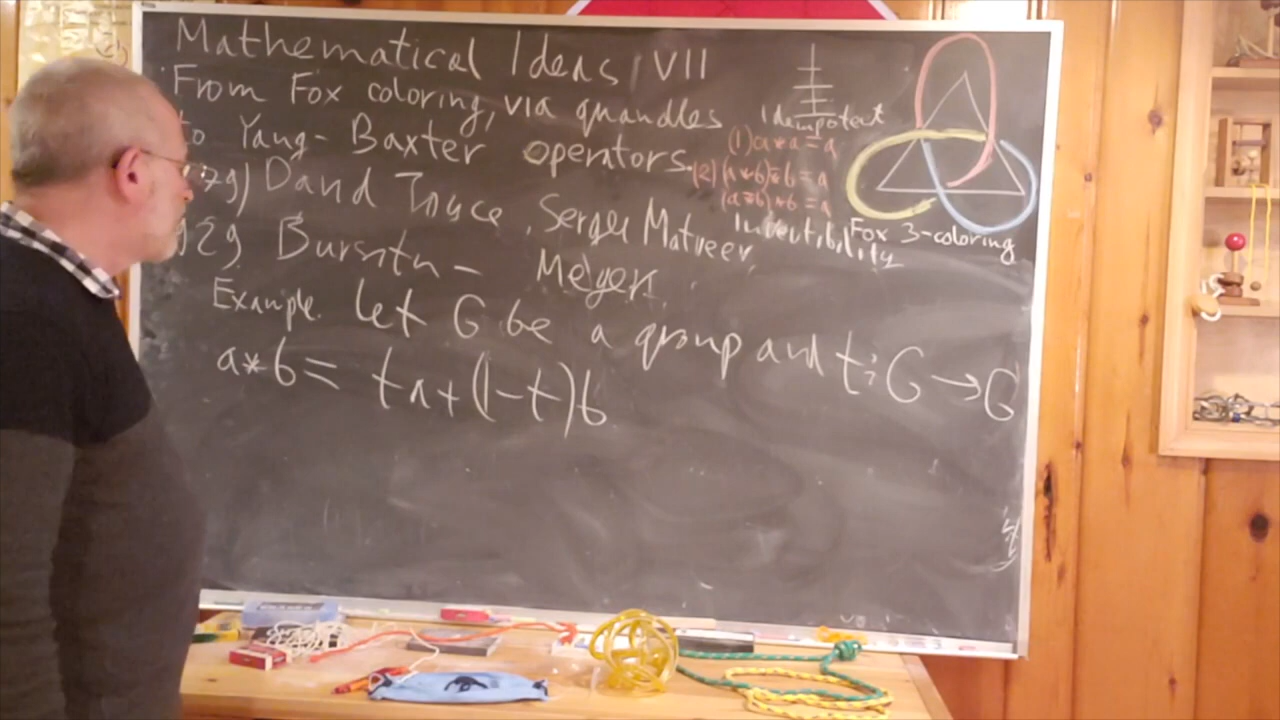 Mathematical Ideas VII
From Fox coloring, via quandles
to Yang-Baxter operators.
David Joyce, Sergei Matveev,
Burstin - Mayer
Idempotent
(1) a*a = a
(2) (a*b)*̄b = a
(a*̄b)*b = a
Invertibility
Fox 3-coloring
Example. Let G be a group and t: G → G
a*b = ta+(1-t)b